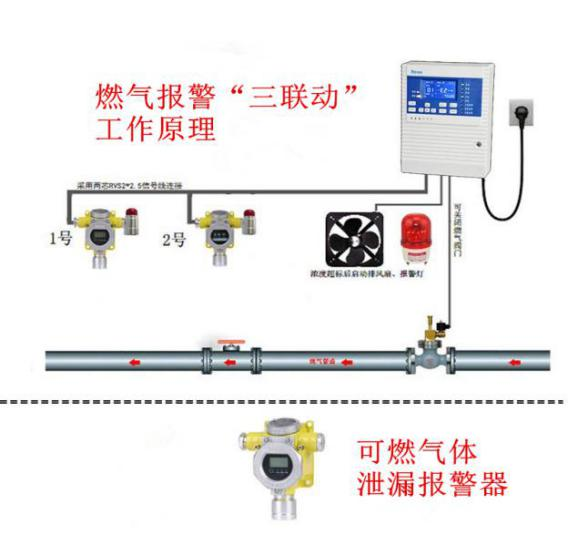 燃气报警“三联动”
工作原理
采用两芯RVS2*2.5信号线连接
1号
2号
可关闭燃气阀门
浓度超标后启动排风扇、报警灯
燃气管道
可燃气体
泄漏报警器